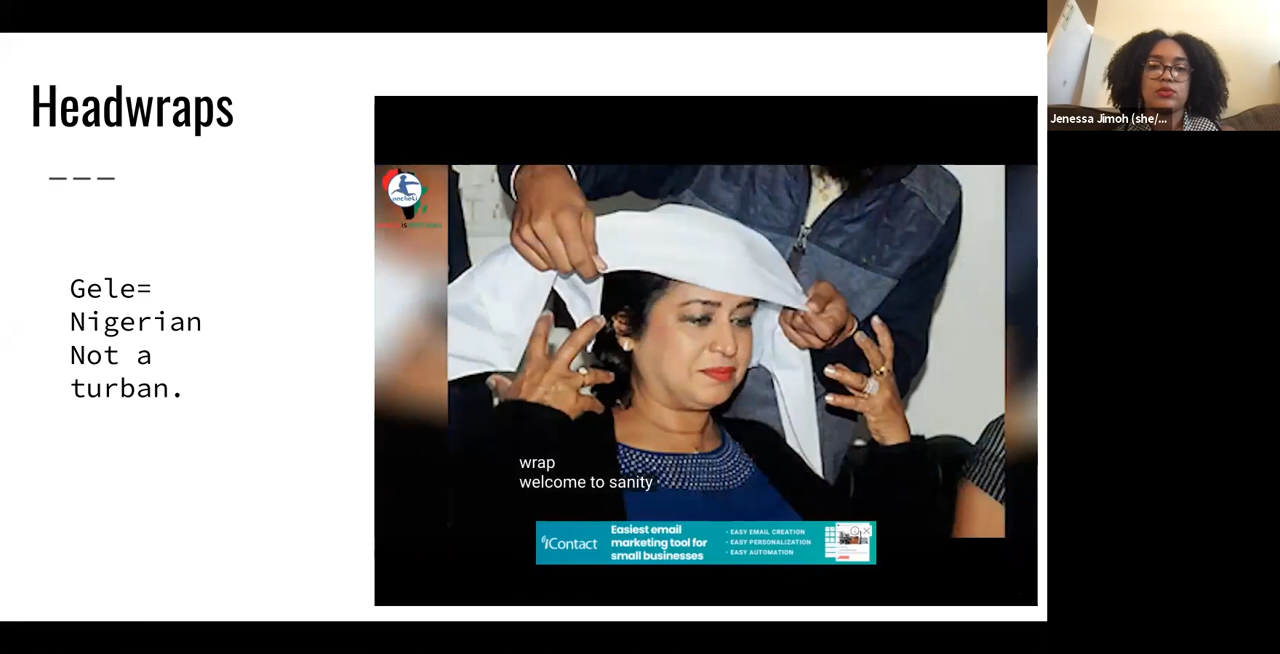 Headwraps
Gele=
Nigerian
Not a
turban.
wrap
welcome to sanity
iContact
Easiest email
marketing tool for
small businesses
• EASY EMAIL CREATION
• EASY PERSONALIZATION
• EASY AUTOMATION
Jenessa Jimoh (she/...